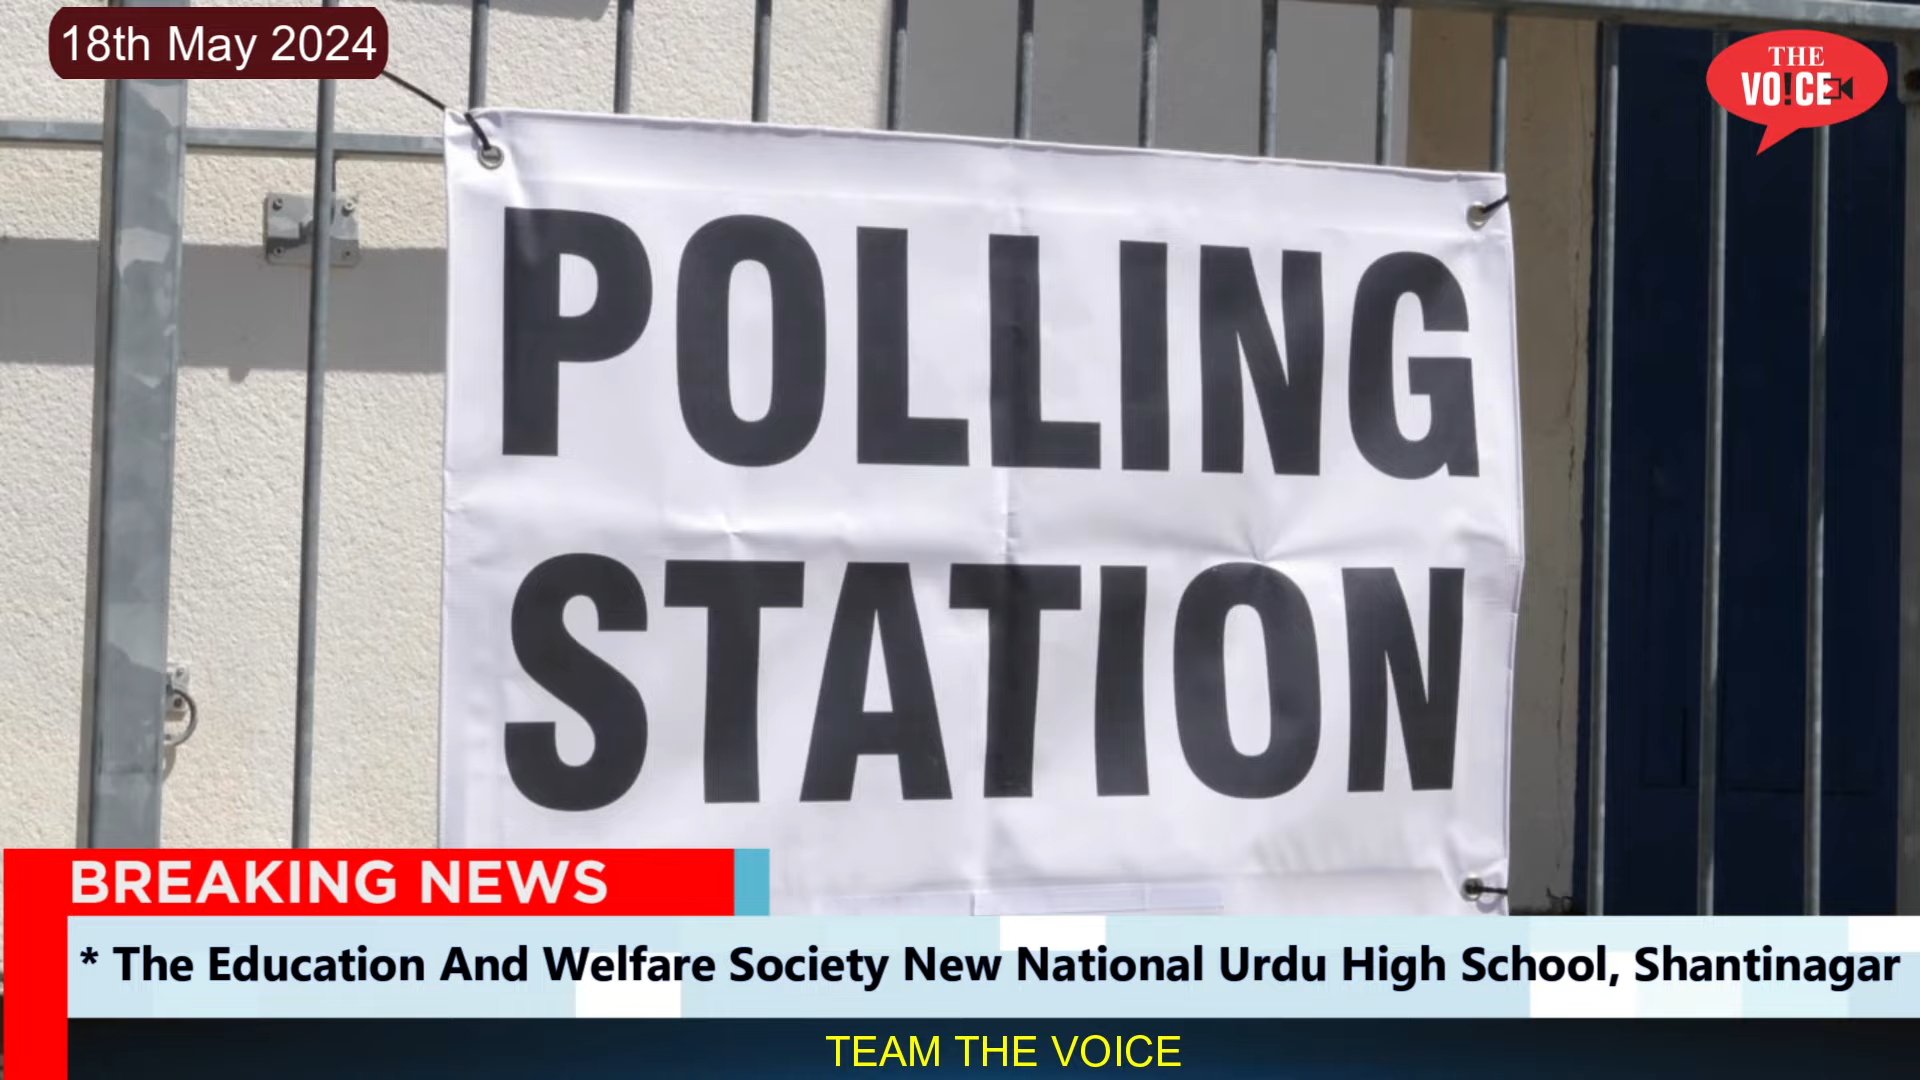 18th May 2024
THE
VO!CE
POLLING
STATION
BREAKING NEWS
* The Education And Welfare Society New National Urdu High School, Shantinagar
TEAM THE VOICE